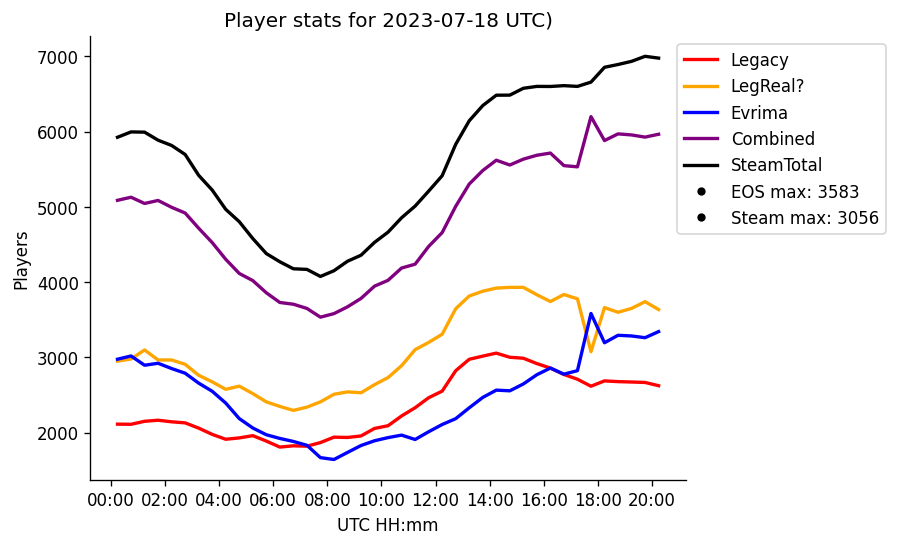 Player stats for 2023-07-18 UTC)
Legacy
LegReal?
Evrima
Combined
SteamTotal
EOS max: 3583
Steam max: 3056
Players
7000
6000
5000
4000
3000
2000
00:00 02:00 04:00 06:00 08:00 10:00 12:00 14:00 16:00 18:00 20:00
UTC HH:mm